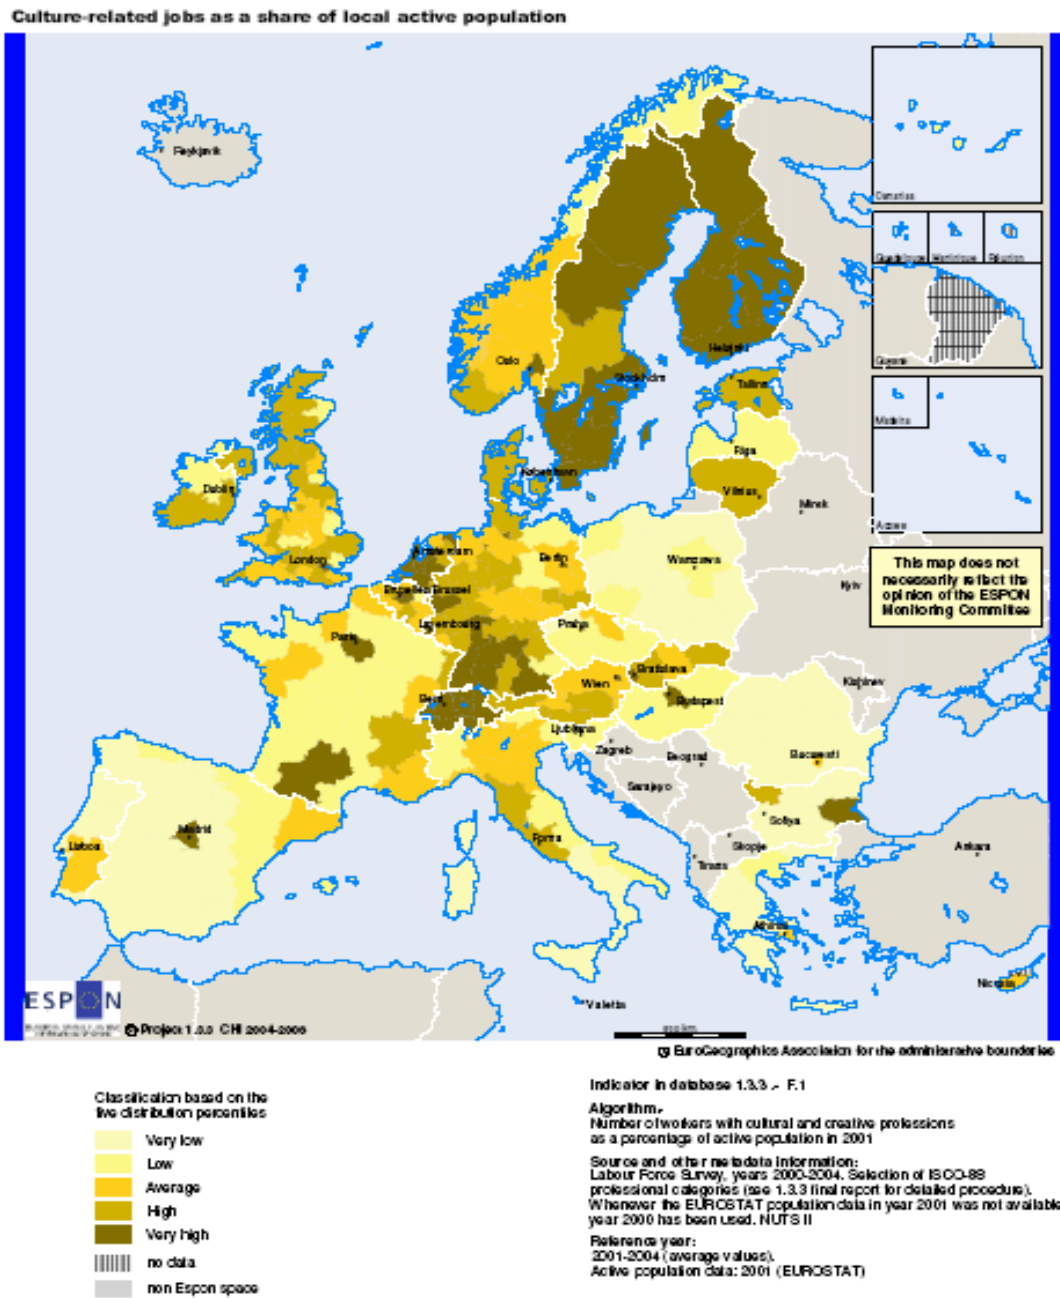 Culture-related jobs as a share of local active population
Reykjavik
Canarias
Guadeloupe Martinique Réunion
Guyane
Madeira
Oslo
Helsinki
Stockholm
Tallinn
Riga
København
Vilnius
Minsk
Dublin
London
Amsterdam
Berlin
Warszawa
This map does not
necessarily reflect the
opinion of the ESPON
Monitoring Committee
Kyiv
Luxembourg
Praha
Paris
Bratislava
Wien
Kishinev
Bern
Budapest
Ljubljana
Zagreb
Beograd
Bucuresti
Sarajevo
Madrid
Sofiya
Lisboa
Roma
Skopje
Tirana
Ankara
Athinai
Nicosia
ESPON
Valetta
© Project 1.3.3 CHI 2004-2006
© EuroGeographics Association for the administrative boundaries
Indicator in database 1.3.3 .- F.1
Classification based on the
five distribution percentiles
Algorithm.-
Number of workers with cultural and creative professions
as a percentage of active population in 2001
Very low
Low
Average
High
Very high
no data
non Espon space
Source and other metadata information:
Labour Force Survey, years 2000-2004. Selection of ISCO-88
professional categories (see 1.3.3 final report for detailed procedure).
Whenever the EUROSTAT population data in year 2001 was not available
year 2000 has been used. NUTS II
Reference year:
2001-2004 (average values).
Active population data: 2001 (EUROSTAT)